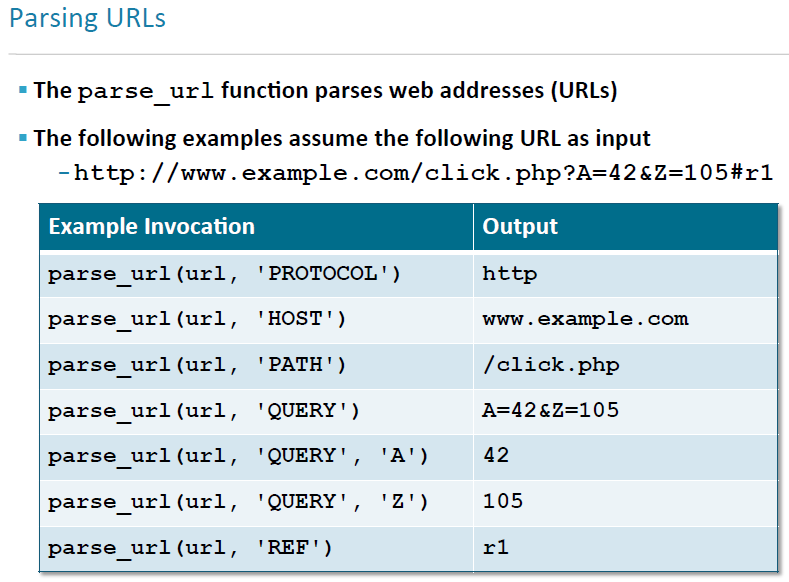 Parsing URLs
▪ The parse_url function parses web addresses (URLs)
▪ The following examples assume the following URL as input
–http://www.example.com/click.php?A=42&Z=105#r1
Example Invocation Output
parse_url(url, 'PROTOCOL') http
parse_url(url, 'HOST') www.example.com
parse_url(url, 'PATH') /click.php
parse_url(url, 'QUERY') A=42&Z=105
parse_url(url, 'QUERY', 'A') 42
parse_url(url, 'QUERY', 'Z') 105
parse_url(url, 'REF') r1